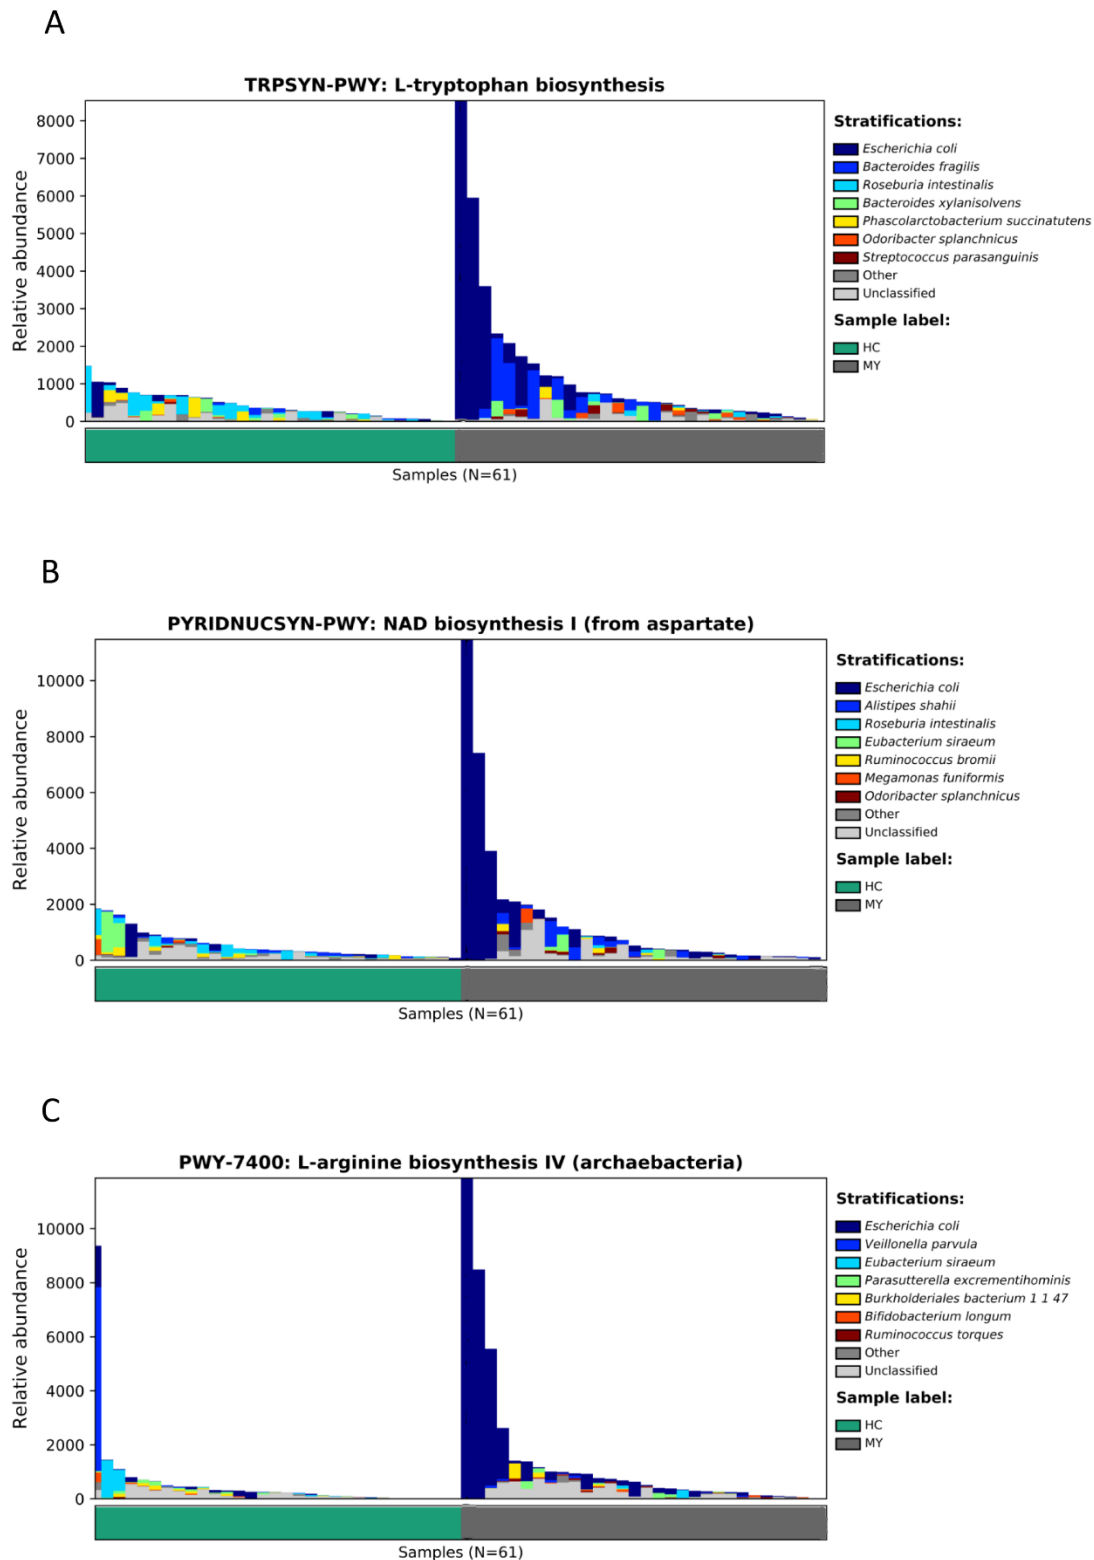 A
TRPSYN-PWY: L-tryptophan biosynthesis
Relative abundance
8000
7000
6000
5000
4000
3000
2000
1000
0
Samples (N=61)
Stratifications:
Escherichia coli
Bacteroides fragilis
Roseburia intestinalis
Bacteroides xylanisolvens
Phascolarctobacterium succinatutens
Odoribacter splanchnicus
Streptococcus parasanguinis
Other
Unclassified
Sample label:
HC
MY
B
PYRIDNUCSYN-PWY: NAD biosynthesis I (from aspartate)
Relative abundance
10000
8000
6000
4000
2000
0
Samples (N=61)
Stratifications:
Escherichia coli
Alistipes shahii
Roseburia intestinalis
Eubacterium siraeum
Ruminococcus bromii
Megamonas funiformis
Odoribacter splanchnicus
Other
Unclassified
Sample label:
HC
MY
C
PWY-7400: L-arginine biosynthesis IV (archaebacteria)
Relative abundance
10000
8000
6000
4000
2000
0
Samples (N=61)
Stratifications:
Escherichia coli
Veillonella parvula
Eubacterium siraeum
Parasutterella excrementihominis
Burkholderiales bacterium 1 1 47
Bifidobacterium longum
Ruminococcus torques
Other
Unclassified
Sample label:
HC
MY